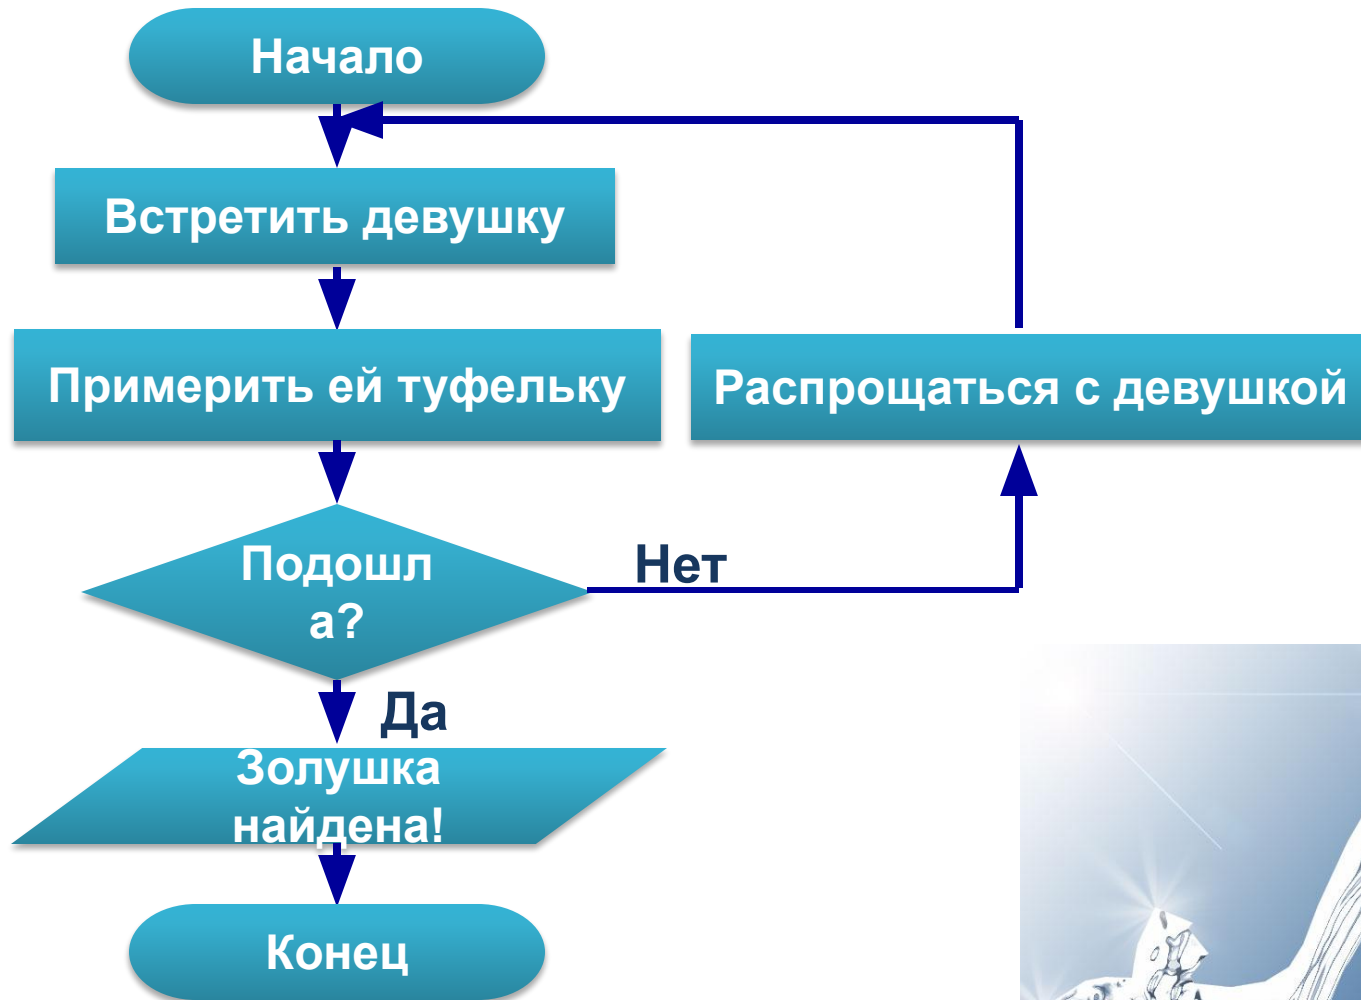 Начало
Встретить девушку
Примерить ей туфельку
Распрощаться с девушкой
Подошл
а?
Нет
Да
Золушка
найдена!
Конец